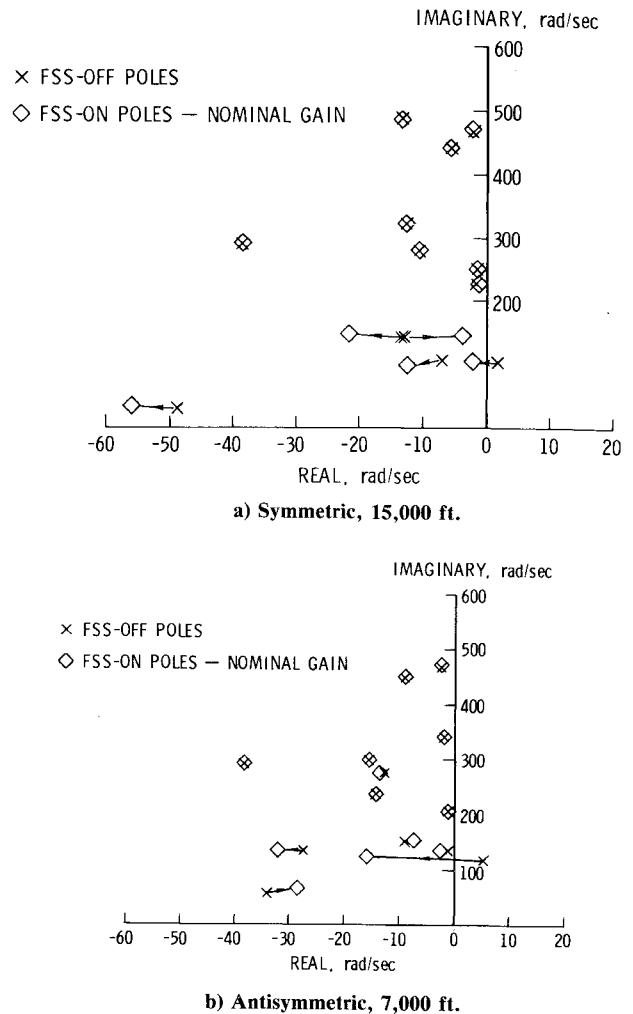 IMAGINARY, rad/sec
600
× FSS-OFF POLES
◇ FSS-ON POLES — NOMINAL GAIN
500
400
300
200
-60 -50 -40 -30 -20 -10 0 10 20
REAL, rad/sec
a) Symmetric, 15,000 ft.
IMAGINARY, rad/sec
600
× FSS-OFF POLES
◇ FSS-ON POLES — NOMINAL GAIN
500
400
300
200
100
-60 -50 -40 -30 -20 -10 0 10 20
REAL, rad/sec
b) Antisymmetric, 7,000 ft.